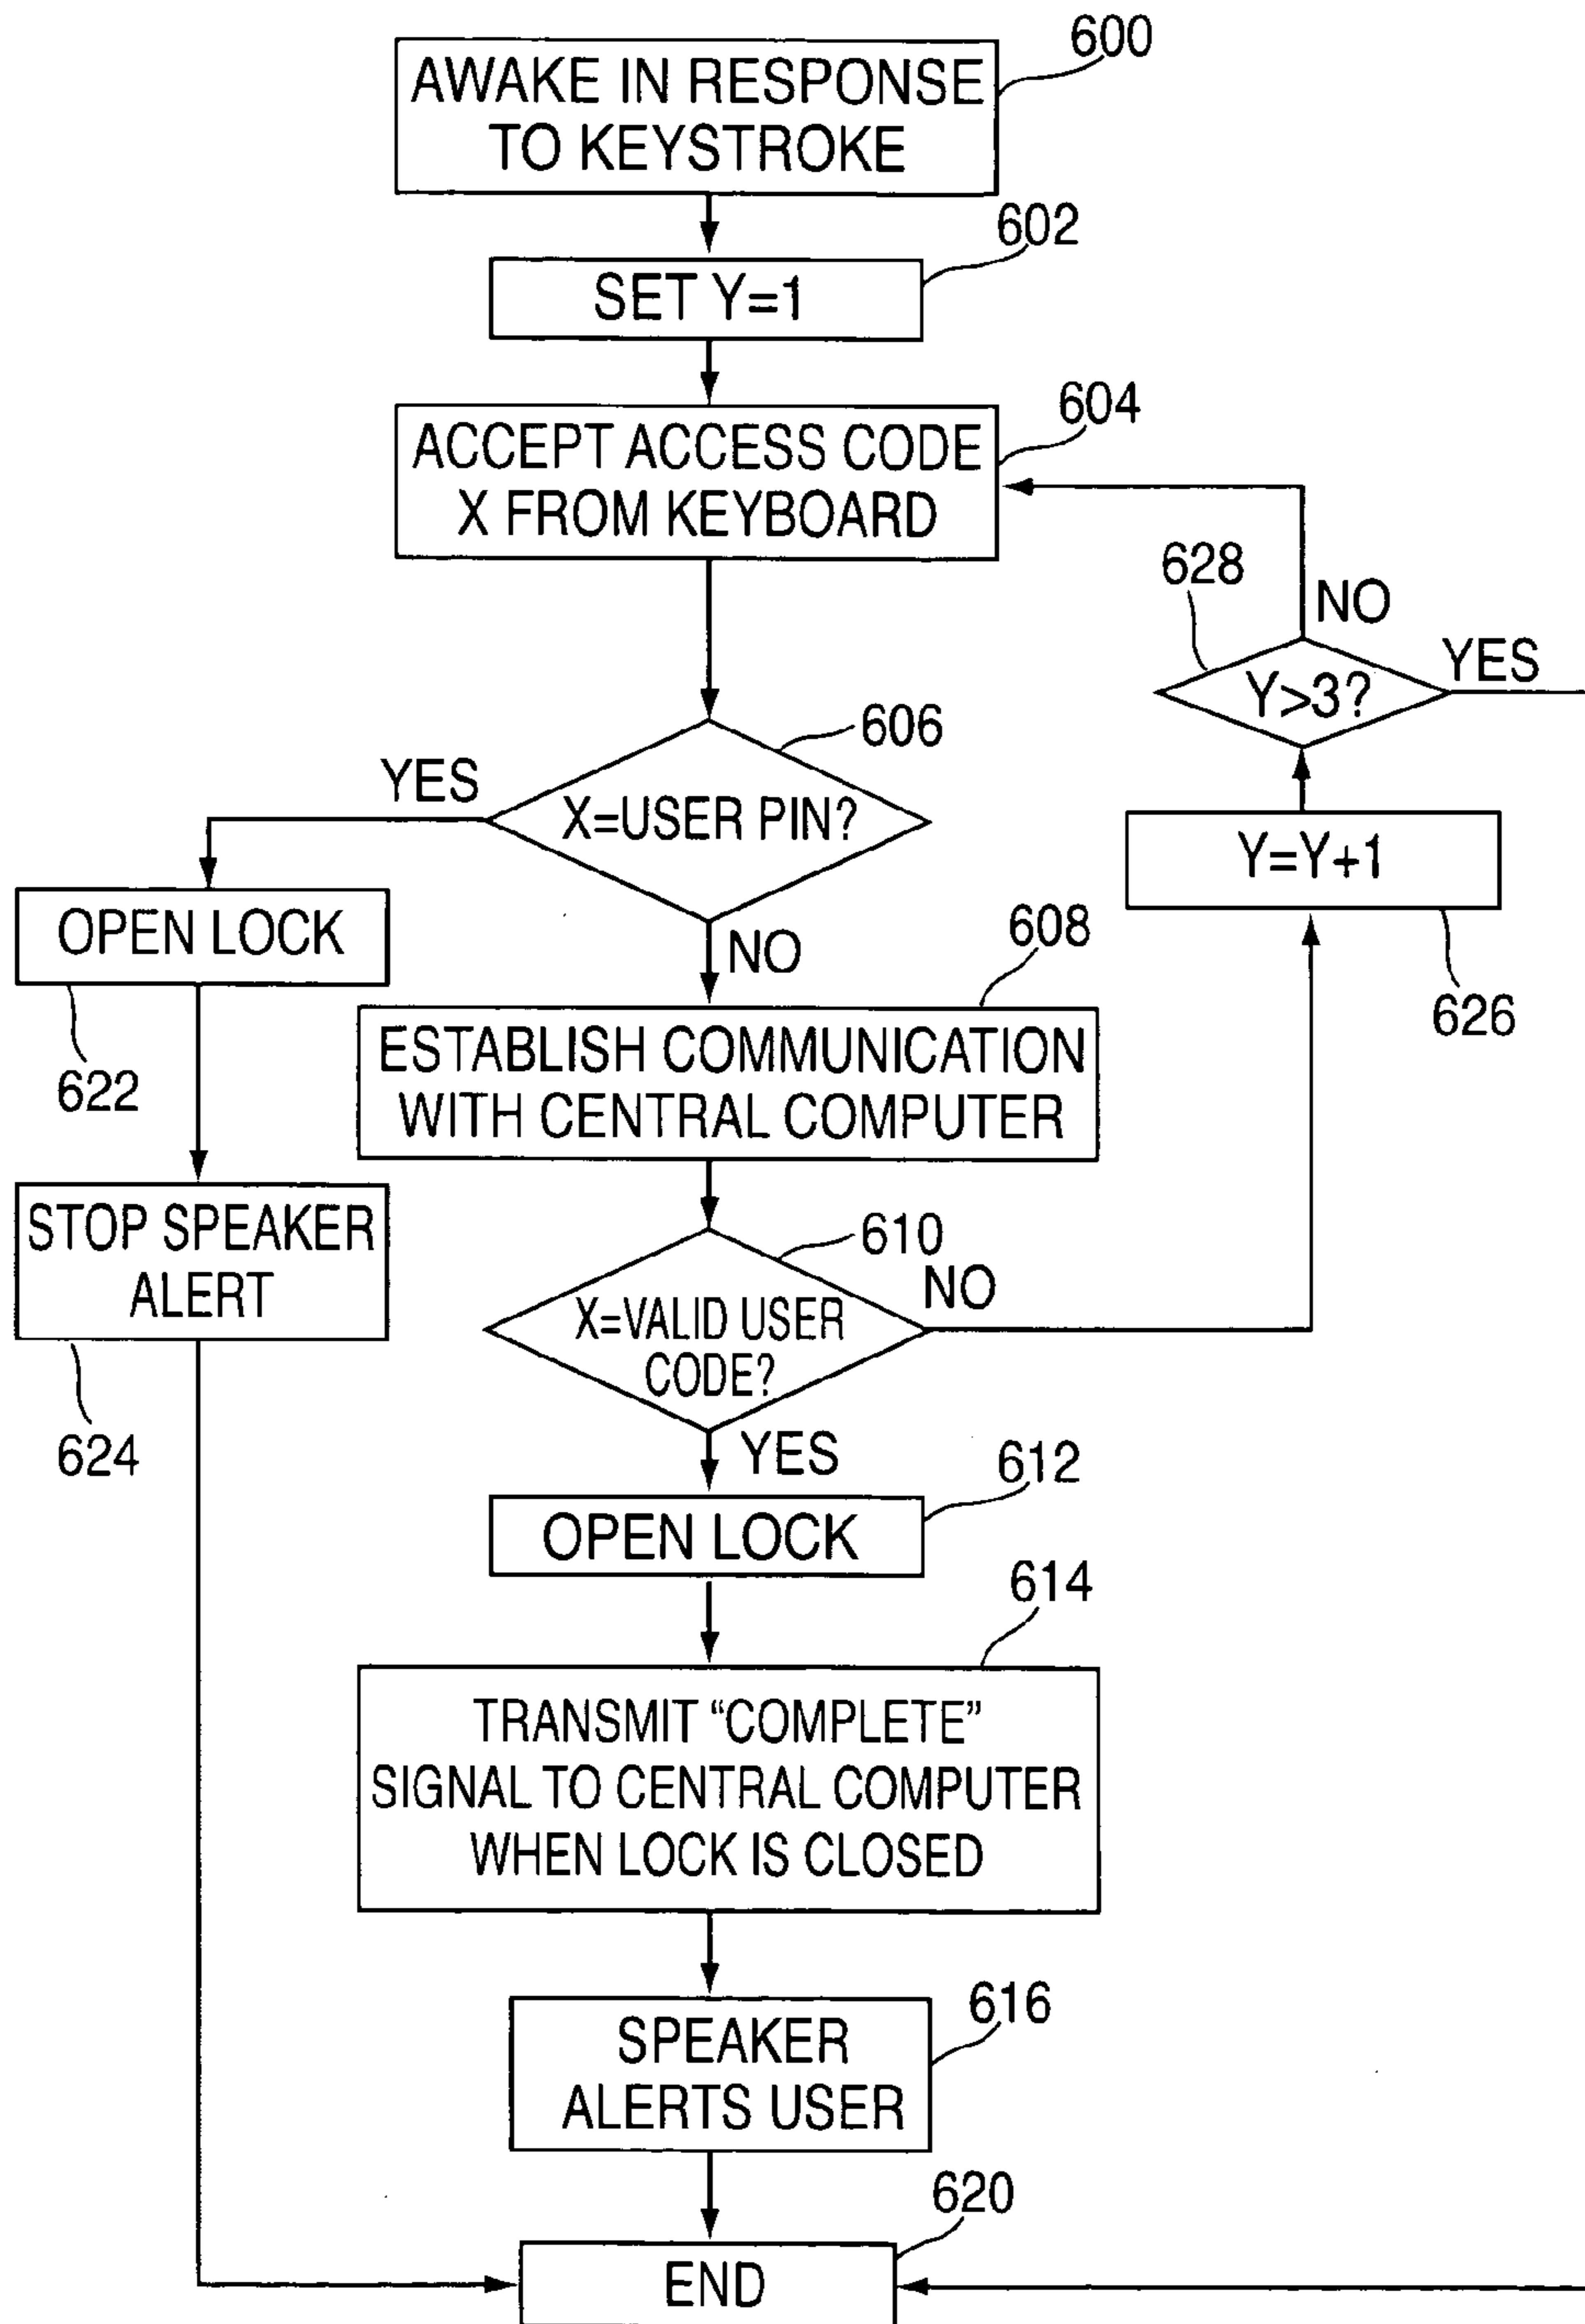 600
AWAKE IN RESPONSE
TO KEYSTROKE
602
SET Y=1
604
ACCEPT ACCESS CODE
X FROM KEYBOARD
628
NO
YES
Y>3?
606
YES
X=USER PIN?
Y=Y+1
626
OPEN LOCK
622
NO
608
ESTABLISH COMMUNICATION
WITH CENTRAL COMPUTER
STOP SPEAKER
ALERT
624
610
NO
X=VALID USER
CODE?
YES
612
OPEN LOCK
614
TRANSMIT “COMPLETE”
SIGNAL TO CENTRAL COMPUTER
WHEN LOCK IS CLOSED
616
SPEAKER
ALERTS USER
620
END